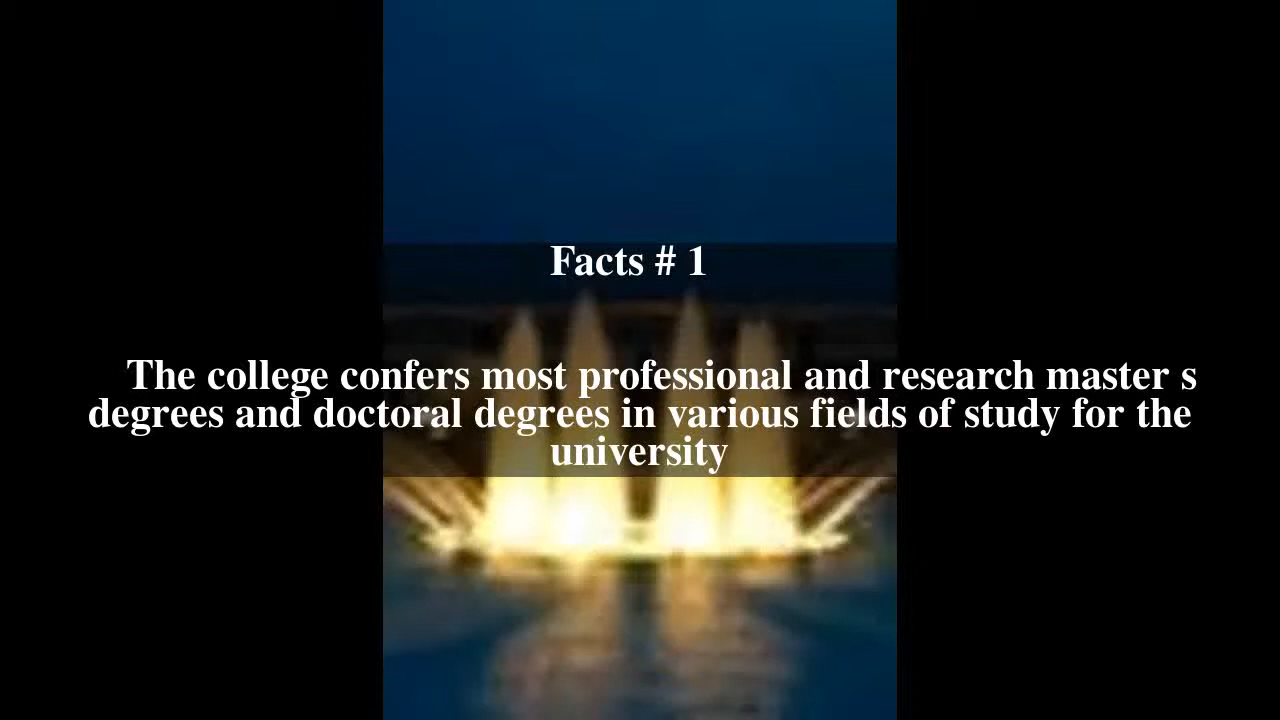 Facts # 1
The college confers most professional and research master s
degrees and doctoral degrees in various fields of study for the
university